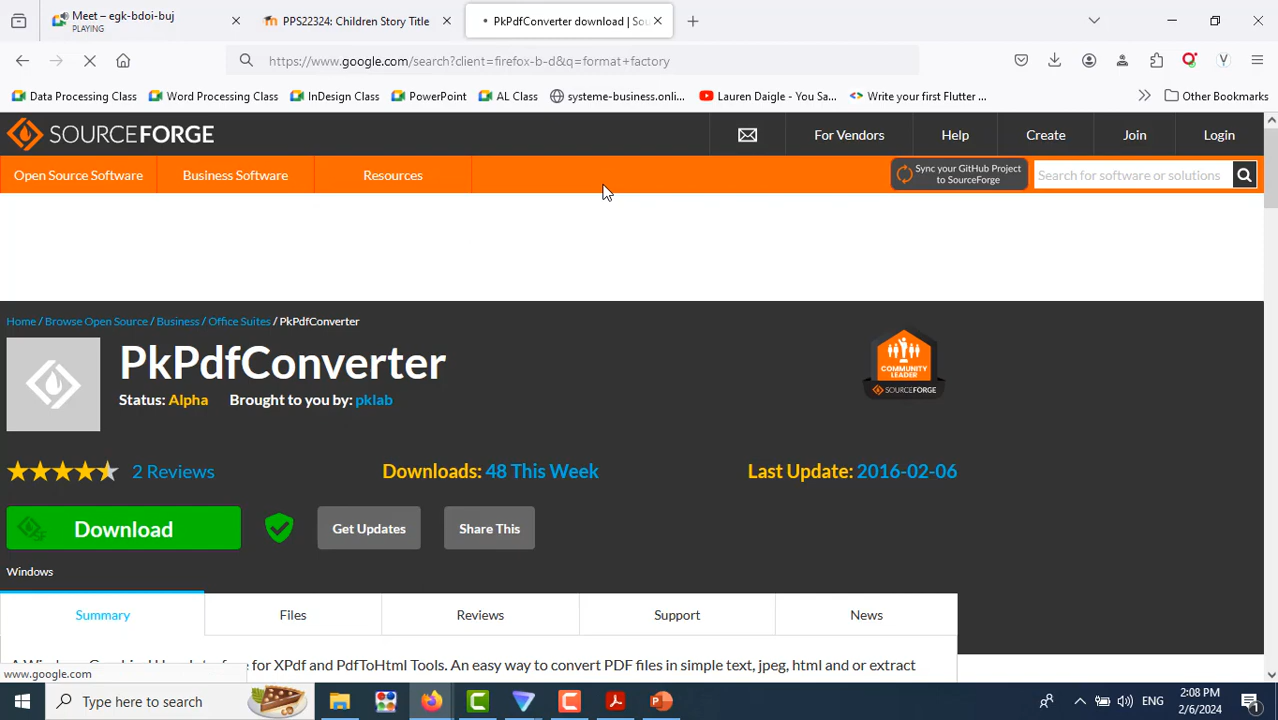 Meet – egk-bdoi-buj
PLAYING
PPS22324: Children Story Title
PkPdfConverter download | Sou
https://www.google.com/search?client=firefox-b-d&q=format+factory
Data Processing Class
Word Processing Class
InDesign Class
PowerPoint
AL Class
systeme-business.onli...
Lauren Daigle - You Sa...
Write your first Flutter ...
Other Bookmarks
SOURCEFORGE
For Vendors
Help
Create
Join
Login
Open Source Software
Business Software
Resources
Sync your GitHub Project
to SourceForge
Search for software or solutions
Home / Browse Open Source / Business / Office Suites / PkPdfConverter
PkPdfConverter
Status: Alpha
Brought to you by: pklab
COMMUNITY
LEADER
SOURCEFORGE
2 Reviews
Downloads: 48 This Week
Last Update: 2016-02-06
Download
Get Updates
Share This
Windows
Summary
Files
Reviews
Support
News
for XPdf and PdfToHtml Tools. An easy way to convert PDF files in simple text, jpeg, html and or extract
www.google.com
Type here to search
ENG
2:08 PM
2/6/2024
1